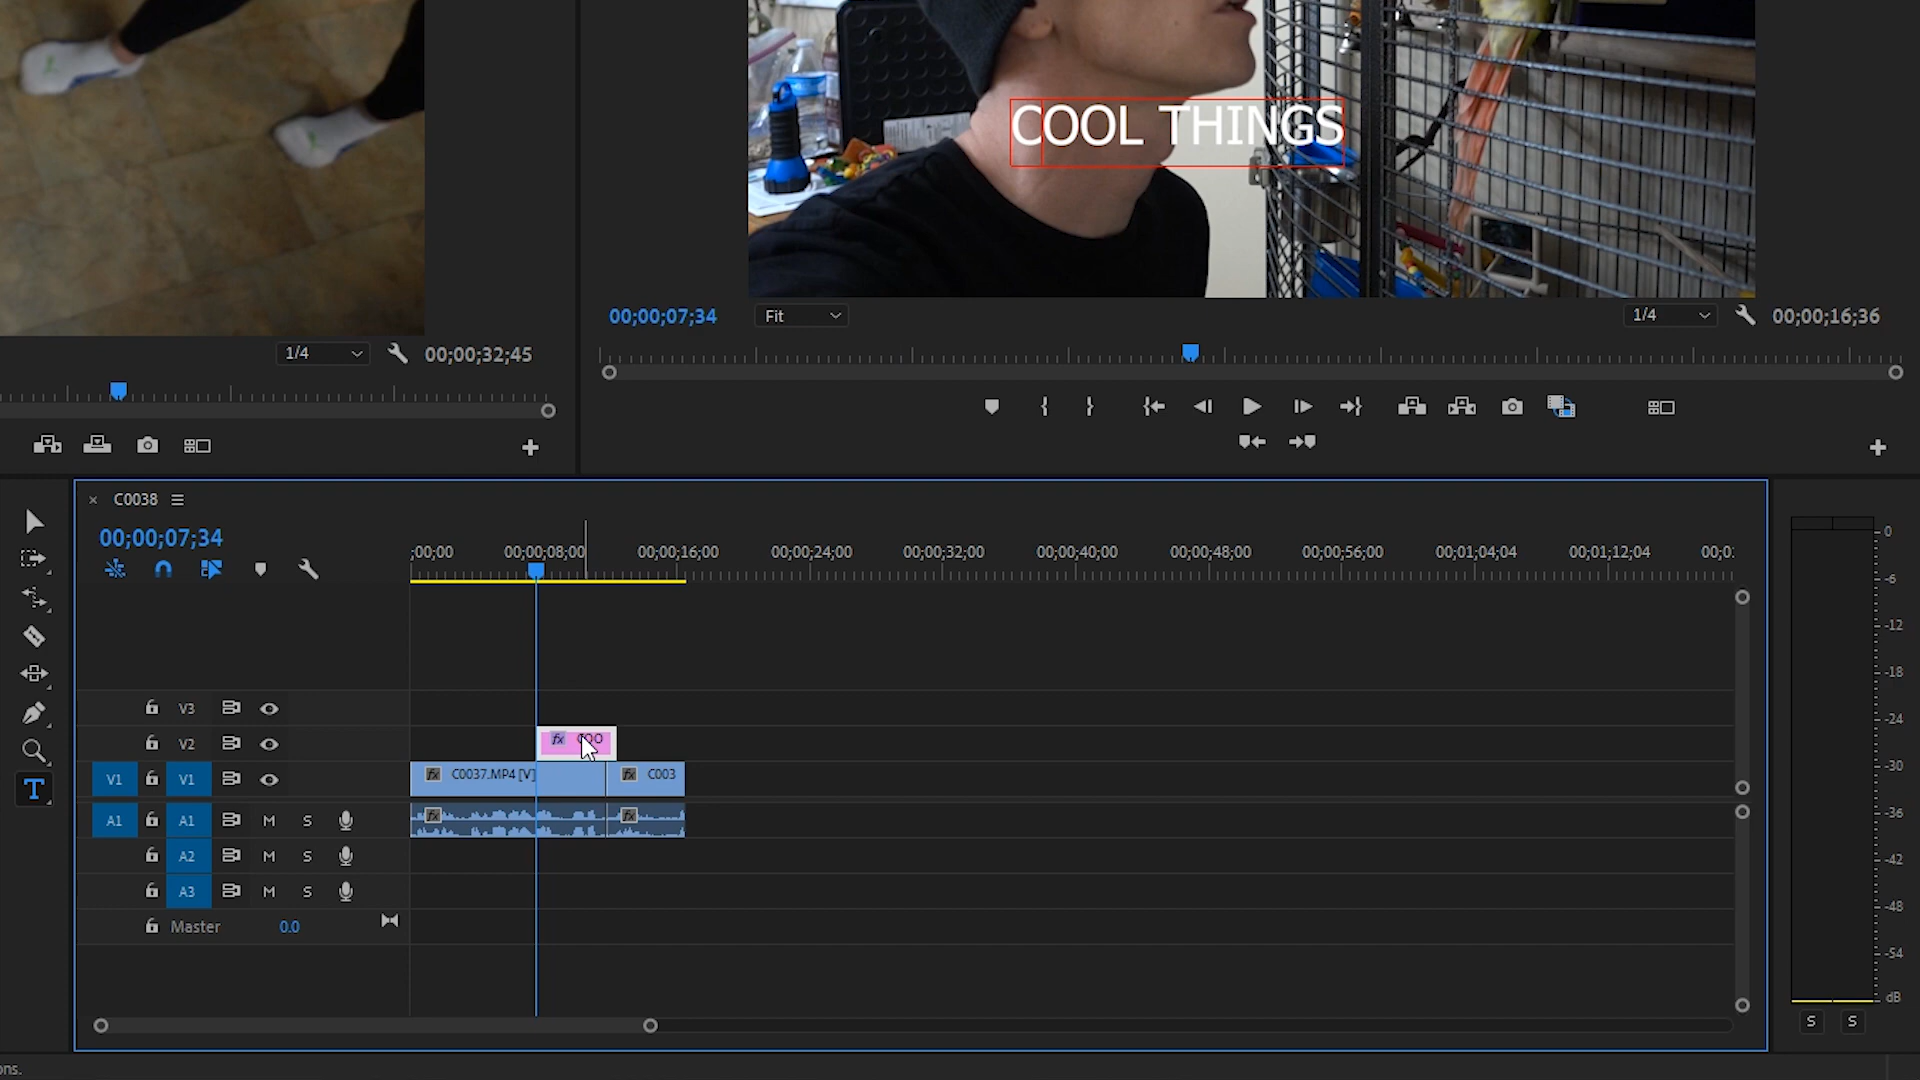 COOL THINGS
00;00;07;34
Fit
1/4
00;00;16;36
1/4
00;00;32;45
C0038
00;00;07;34
;00;00
00;00;08;00
00;00;16;00
00;00;24;00
00;00;32;00
00;00;40;00
00;00;48;00
00;00;56;00
00;01;04;04
00;01;12;04
00;0
V3
V2
fx
COO
V1
V1
fx C0037.MP4 [V]
fx C003
A1
A1
M
S
fx
fx
A2
M
S
A3
M
S
Master
0.0
T
0
-6
-12
-18
-24
-30
-36
-42
-48
-54
dB
S
S
ons.